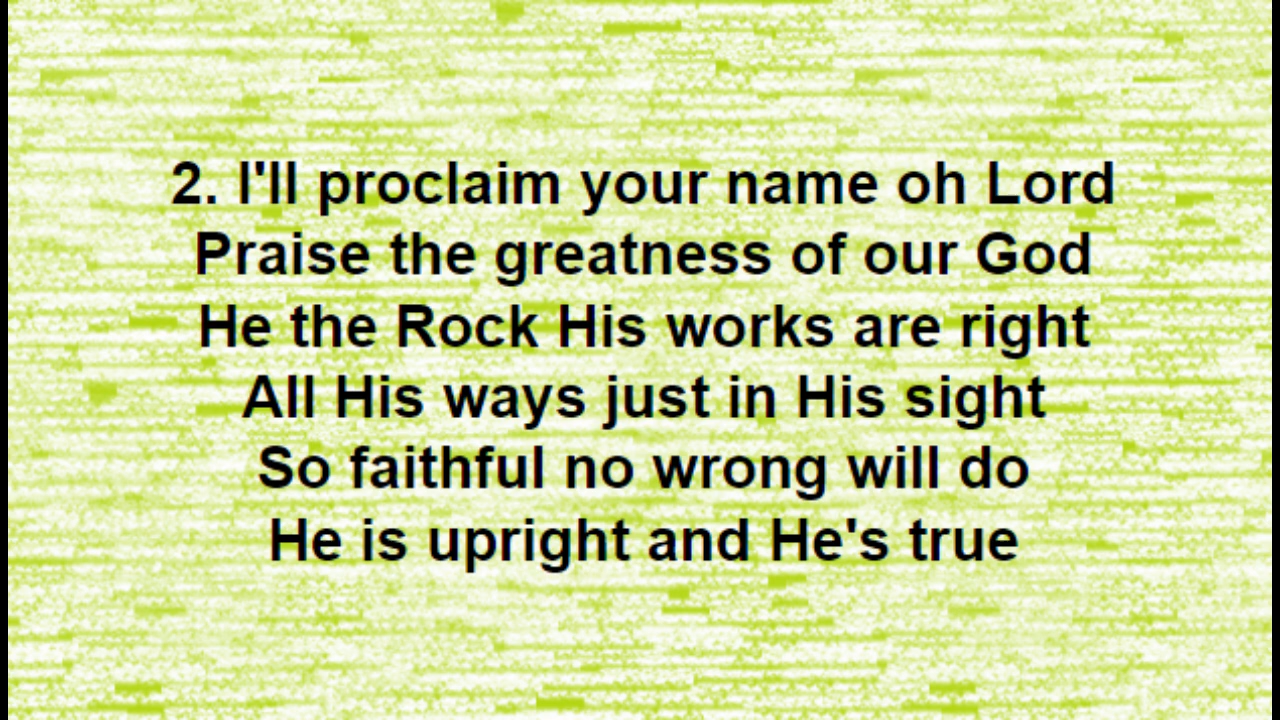 2. I'll proclaim your name oh Lord
Praise the greatness of our God
He the Rock His works are right
All His ways just in His sight
So faithful no wrong will do
He is upright and He's true